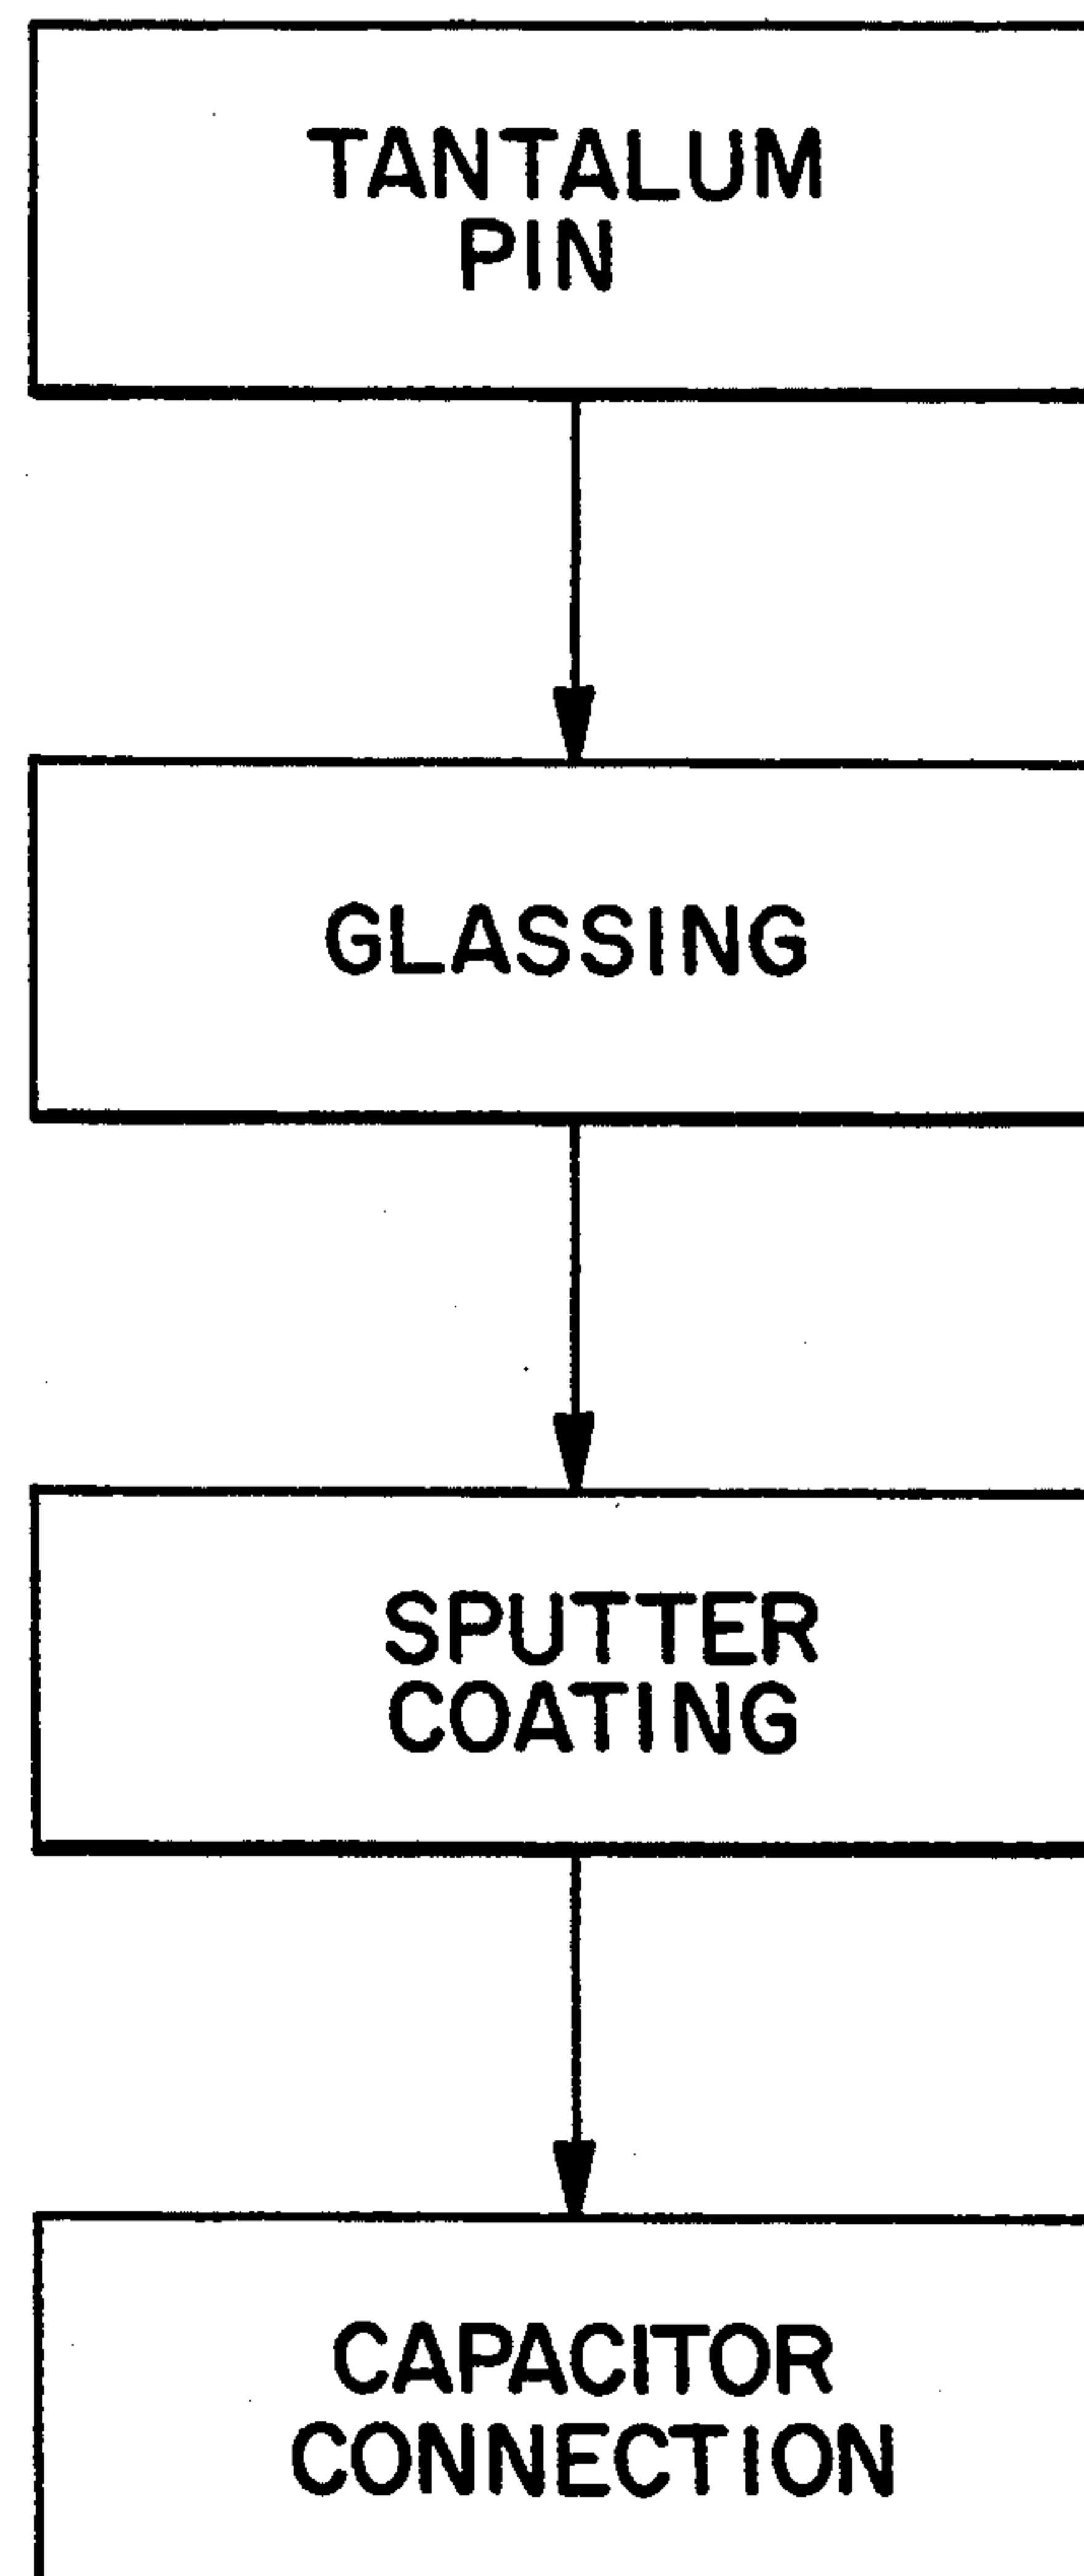 TANTALUM
PIN
GLASSING
SPUTTER
COATING
CAPACITOR
CONNECTION